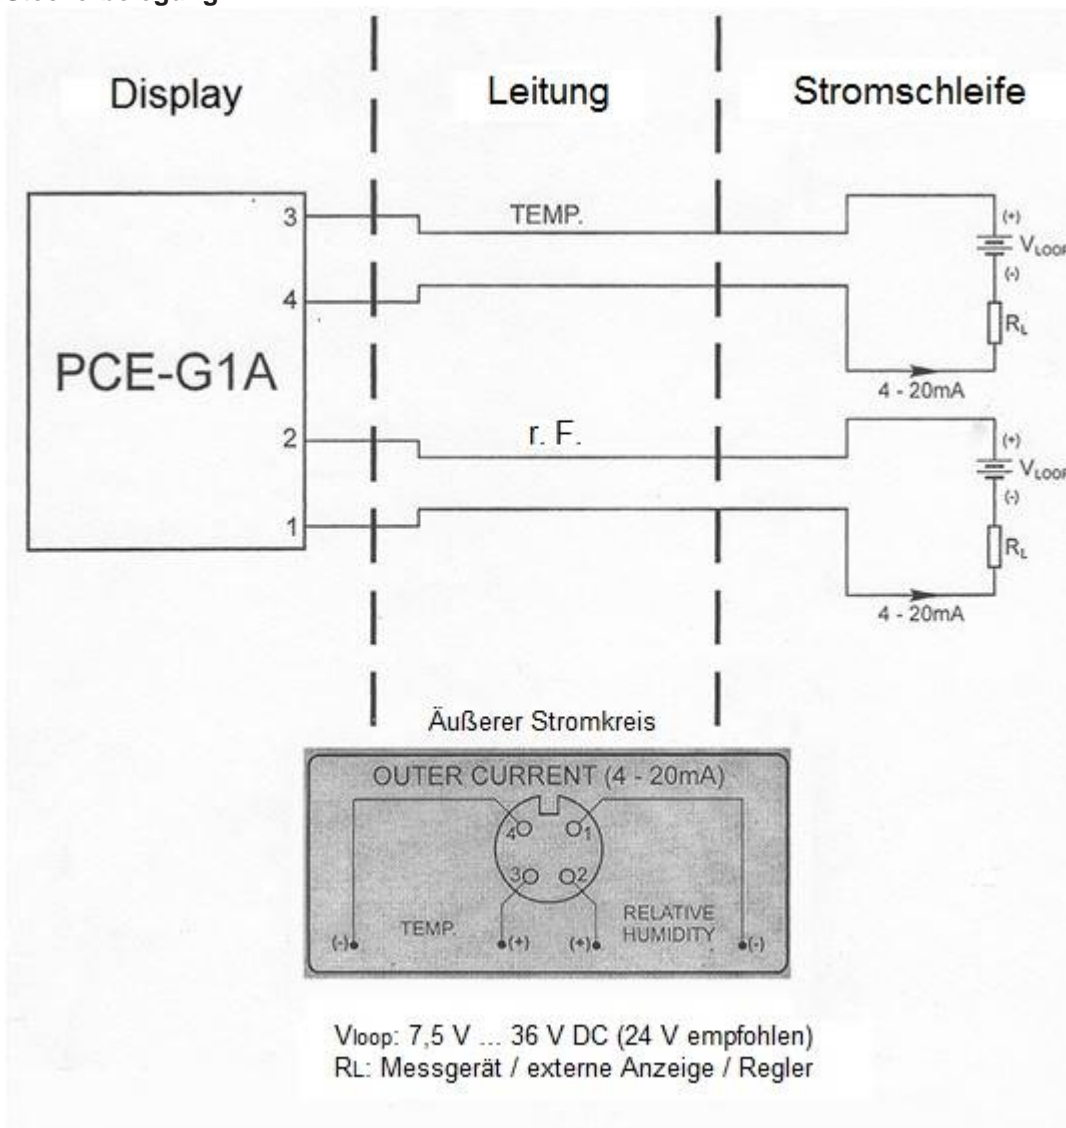 Display
Leitung
Stromschleife
3
TEMP.
(+)
VLOOP
(-)
4
RL
PCE-G1A
4 - 20mA
2
r. F.
(+)
VLOOP
(-)
1
RL
4 - 20mA
Äußerer Stromkreis
OUTER CURRENT (4 - 20mA)
4
1
3
2
TEMP.
RELATIVE
HUMIDITY
(-)
(+)
(+)
(-)
Vloop: 7,5 V ... 36 V DC (24 V empfohlen)
RL: Messgerät / externe Anzeige / Regler